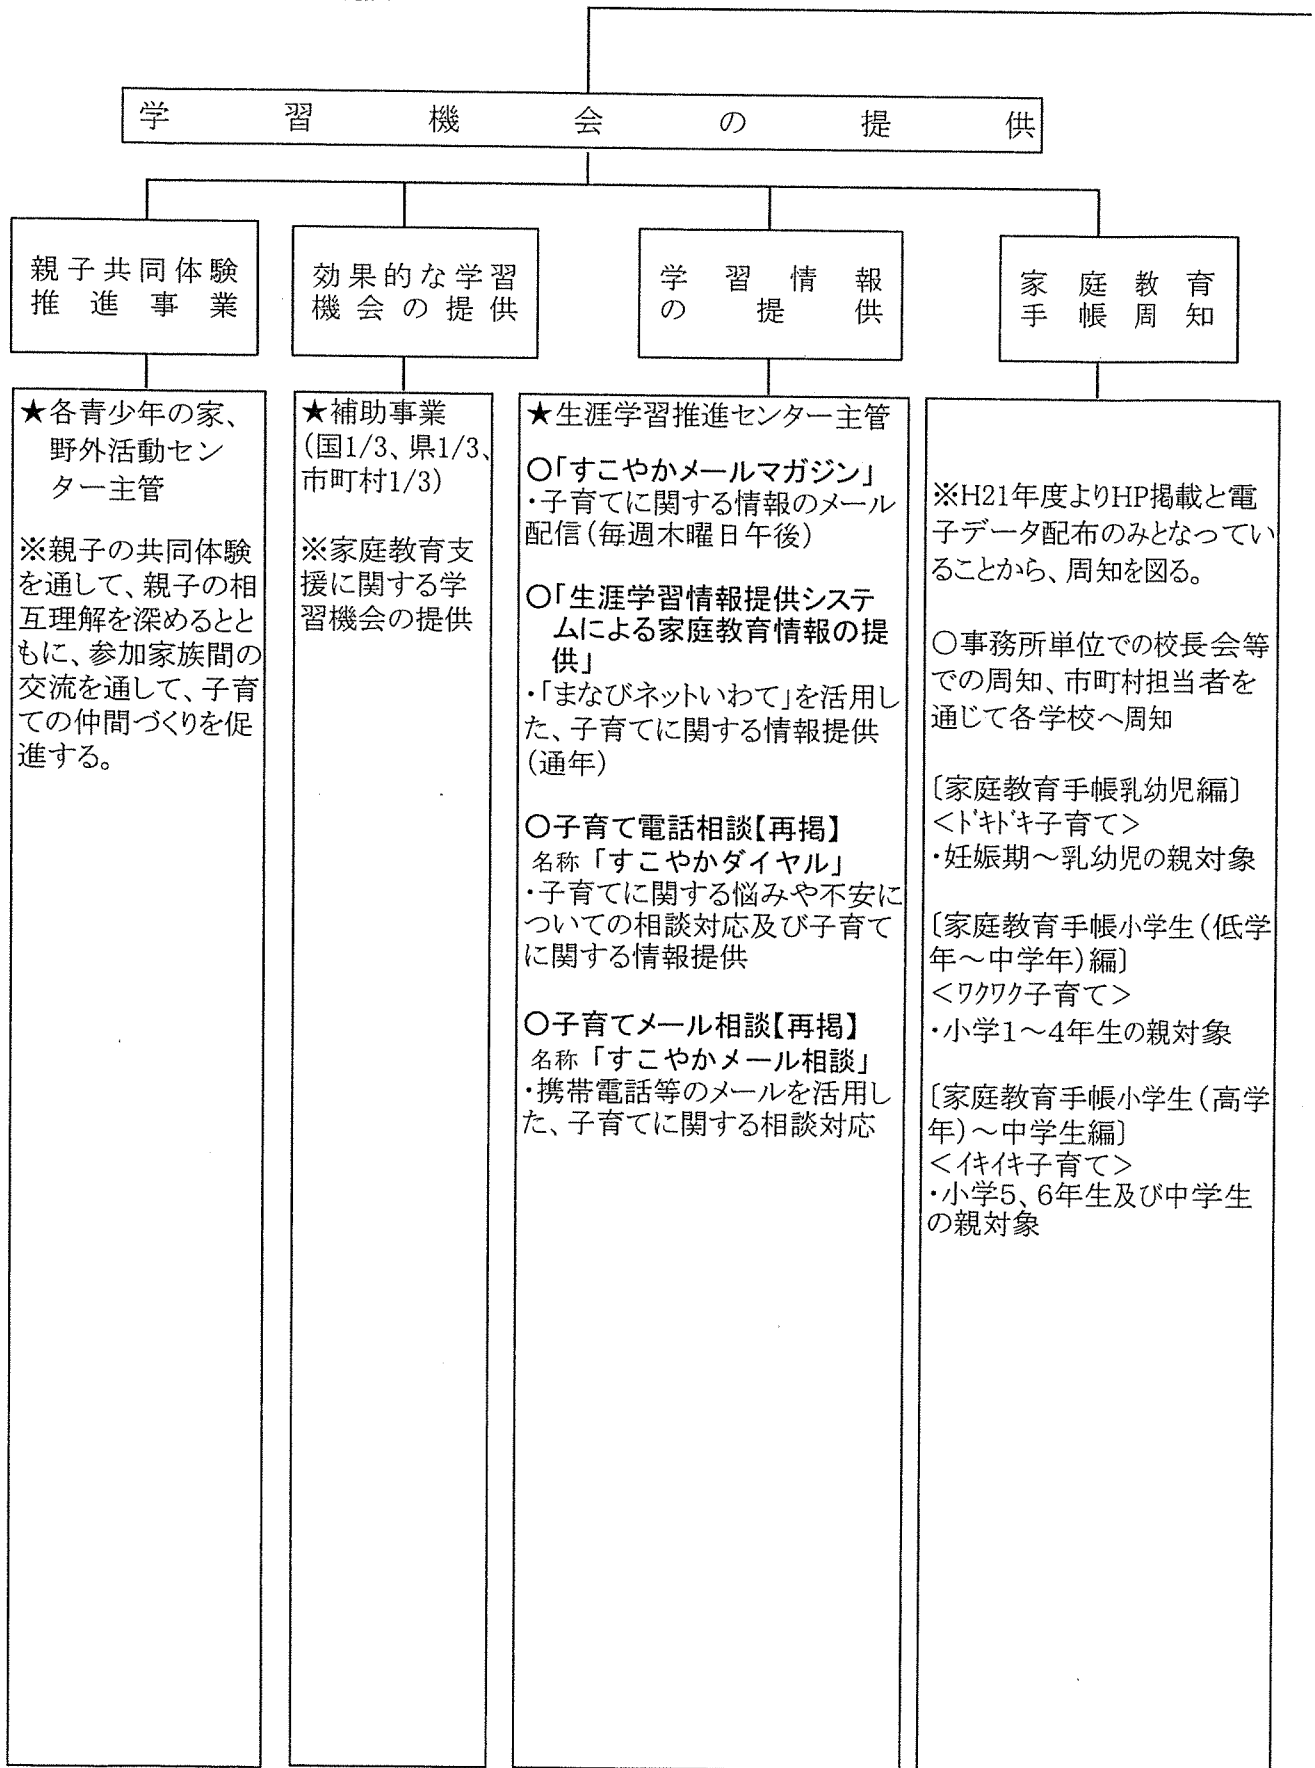 学習機会の提供
親子共同体験
推進事業
★各青少年の家、
野外活動セン
ター主管
※親子の共同体験
を通して、親子の相
互理解を深めるとと
もに、参加家族間の
交流を通して、子育
ての仲間づくりを促
進する。
効果的な学習
機会の提供
★補助事業
(国1/3、県1/3、
市町村1/3)
※家庭教育支
援に関する学
習機会の提供
学習情報
の提供
★生涯学習推進センター主管
○「すこやかメールマガジン」
・子育てに関する情報のメール
配信(毎週木曜日午後)
○「生涯学習情報提供システ
ムによる家庭教育情報の提
供」
・「まなびネットいわて」を活用し
た、子育てに関する情報提供
(通年)
○子育て電話相談【再掲】
名称「すこやかダイヤル」
・子育てに関する悩みや不安に
ついての相談対応及び子育て
に関する情報提供
○子育てメール相談【再掲】
名称「すこやかメール相談」
・携帯電話等のメールを活用し
た、子育てに関する相談対応
家庭教育
手帳周知
※H21年度よりHP掲載と電
子データ配布のみとなってい
ることから、周知を図る。
○事務所単位での校長会等
での周知、市町村担当者を
通じて各学校へ周知
〔家庭教育手帳乳幼児編〕
<ﾄﾞｷﾄﾞｷ子育て>
・妊娠期～乳幼児の親対象
〔家庭教育手帳小学生(低学
年～中学年)編〕
<ﾜｸﾜｸ子育て>
・小学1～4年生の親対象
〔家庭教育手帳小学生(高学
年)～中学生編〕
<ｲｷｲｷ子育て>
・小学5、6年生及び中学生
の親対象